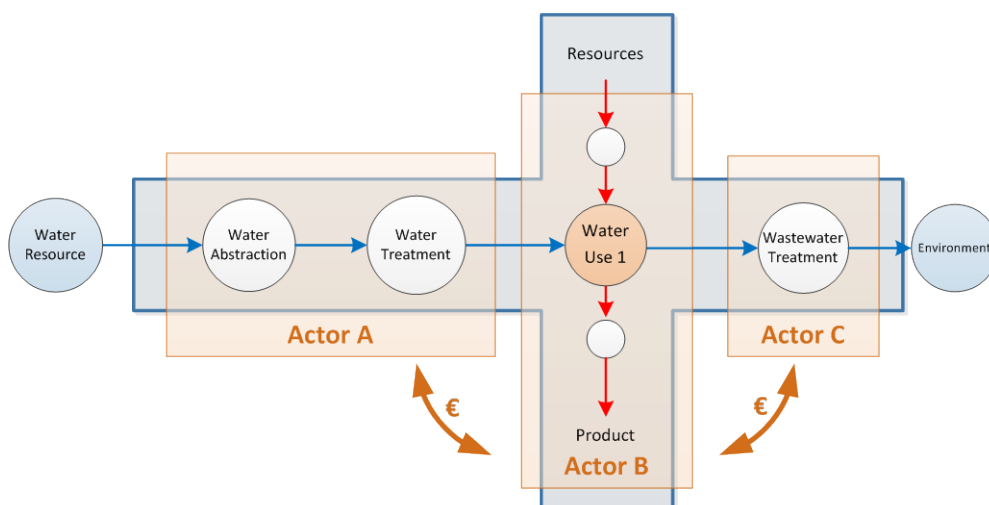 Resources
Water
Resource
Water
Abstraction
Water
Treatment
Water
Use 1
Wastewater
Treatment
Environment
Actor A
Actor C
€
€
Product
Actor B